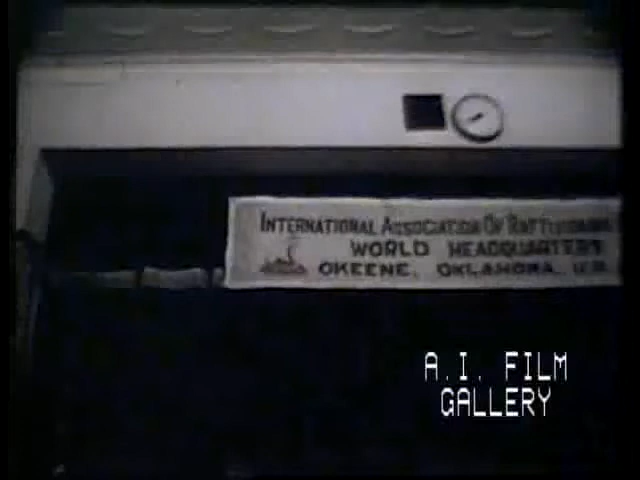 INTERNATIONAL ASSOCIATION OF
WORLD HEADQUARTERS
OKEENE, OKLAHOMA, U.S.
A.I. FILM
GALLERY